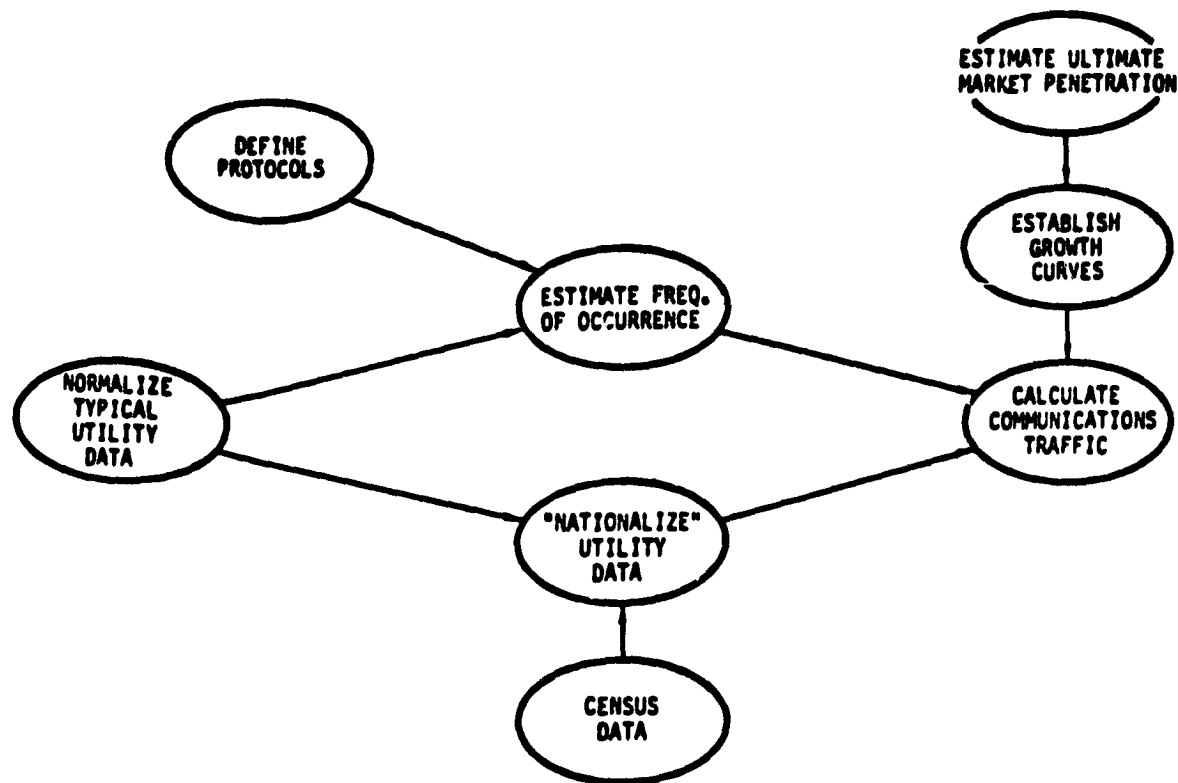 ESTIMATE ULTIMATE
MARKET PENETRATION
DEFINE
PROTOCOLS
ESTABLISH
GROWTH
CURVES
ESTIMATE FREQ.
OF OCCURRENCE
NORMALIZE
TYPICAL
UTILITY
DATA
CALCULATE
COMMUNICATIONS
TRAFFIC
"NATIONALIZE"
UTILITY
DATA
CENSUS
DATA